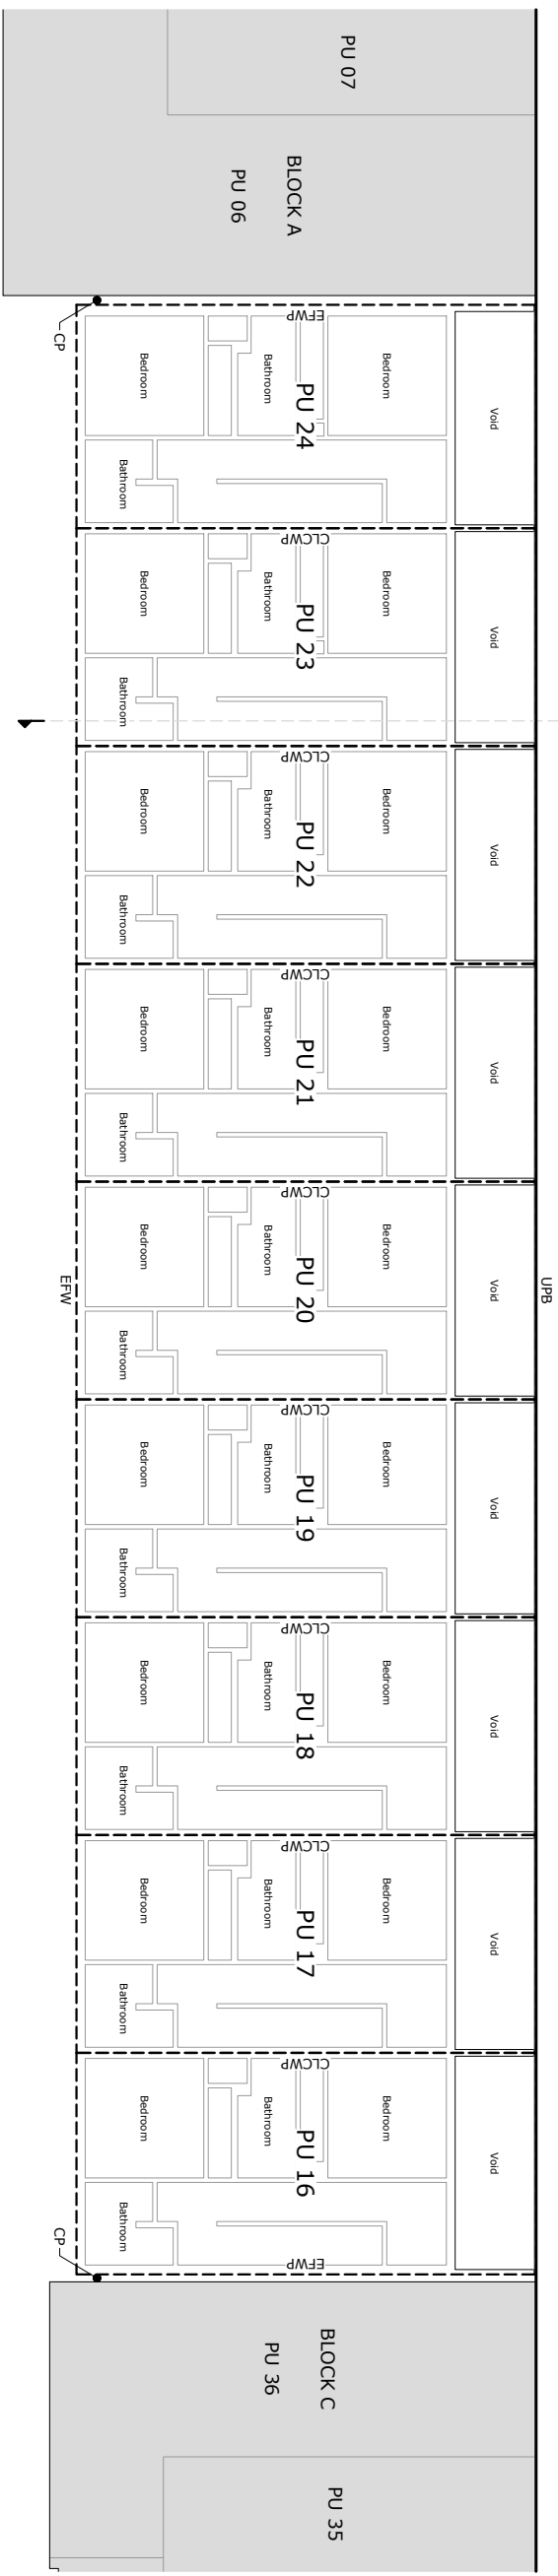 PU 07
BLOCK A
PU 06
CP
EFWP
Bedroom
Bathroom
PU 24
Bedroom
Void
Bathroom
CLCWP
Bedroom
Bathroom
PU 23
Bedroom
Void
Bathroom
CLCWP
Bedroom
Bathroom
PU 22
Bedroom
Void
Bathroom
CLCWP
Bedroom
Bathroom
PU 21
Bedroom
Void
Bathroom
CLCWP
Bedroom
Bathroom
PU 20
Bedroom
Void
Bathroom
EFW
UPB
CLCWP
Bedroom
Bathroom
PU 19
Bedroom
Void
Bathroom
CLCWP
Bedroom
Bathroom
PU 18
Bedroom
Void
Bathroom
CLCWP
Bedroom
Bathroom
PU 17
Bedroom
Void
Bathroom
CLCWP
Bedroom
Bathroom
PU 16
Bedroom
Void
Bathroom
EFWP
CP
BLOCK C
PU 36
PU 35